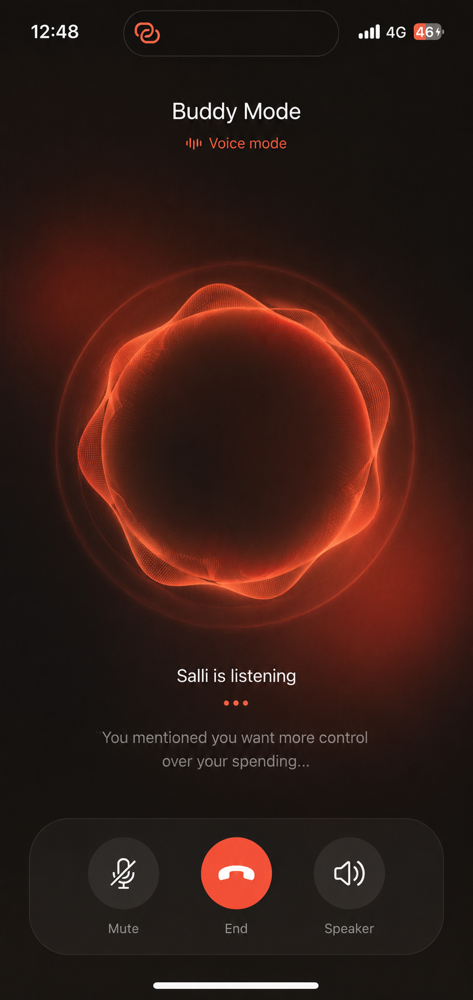 12:48
4G
46
Buddy Mode
Voice mode
Salli is listening
"You mentioned you want more control
over your spending...
Mute
End
Speaker